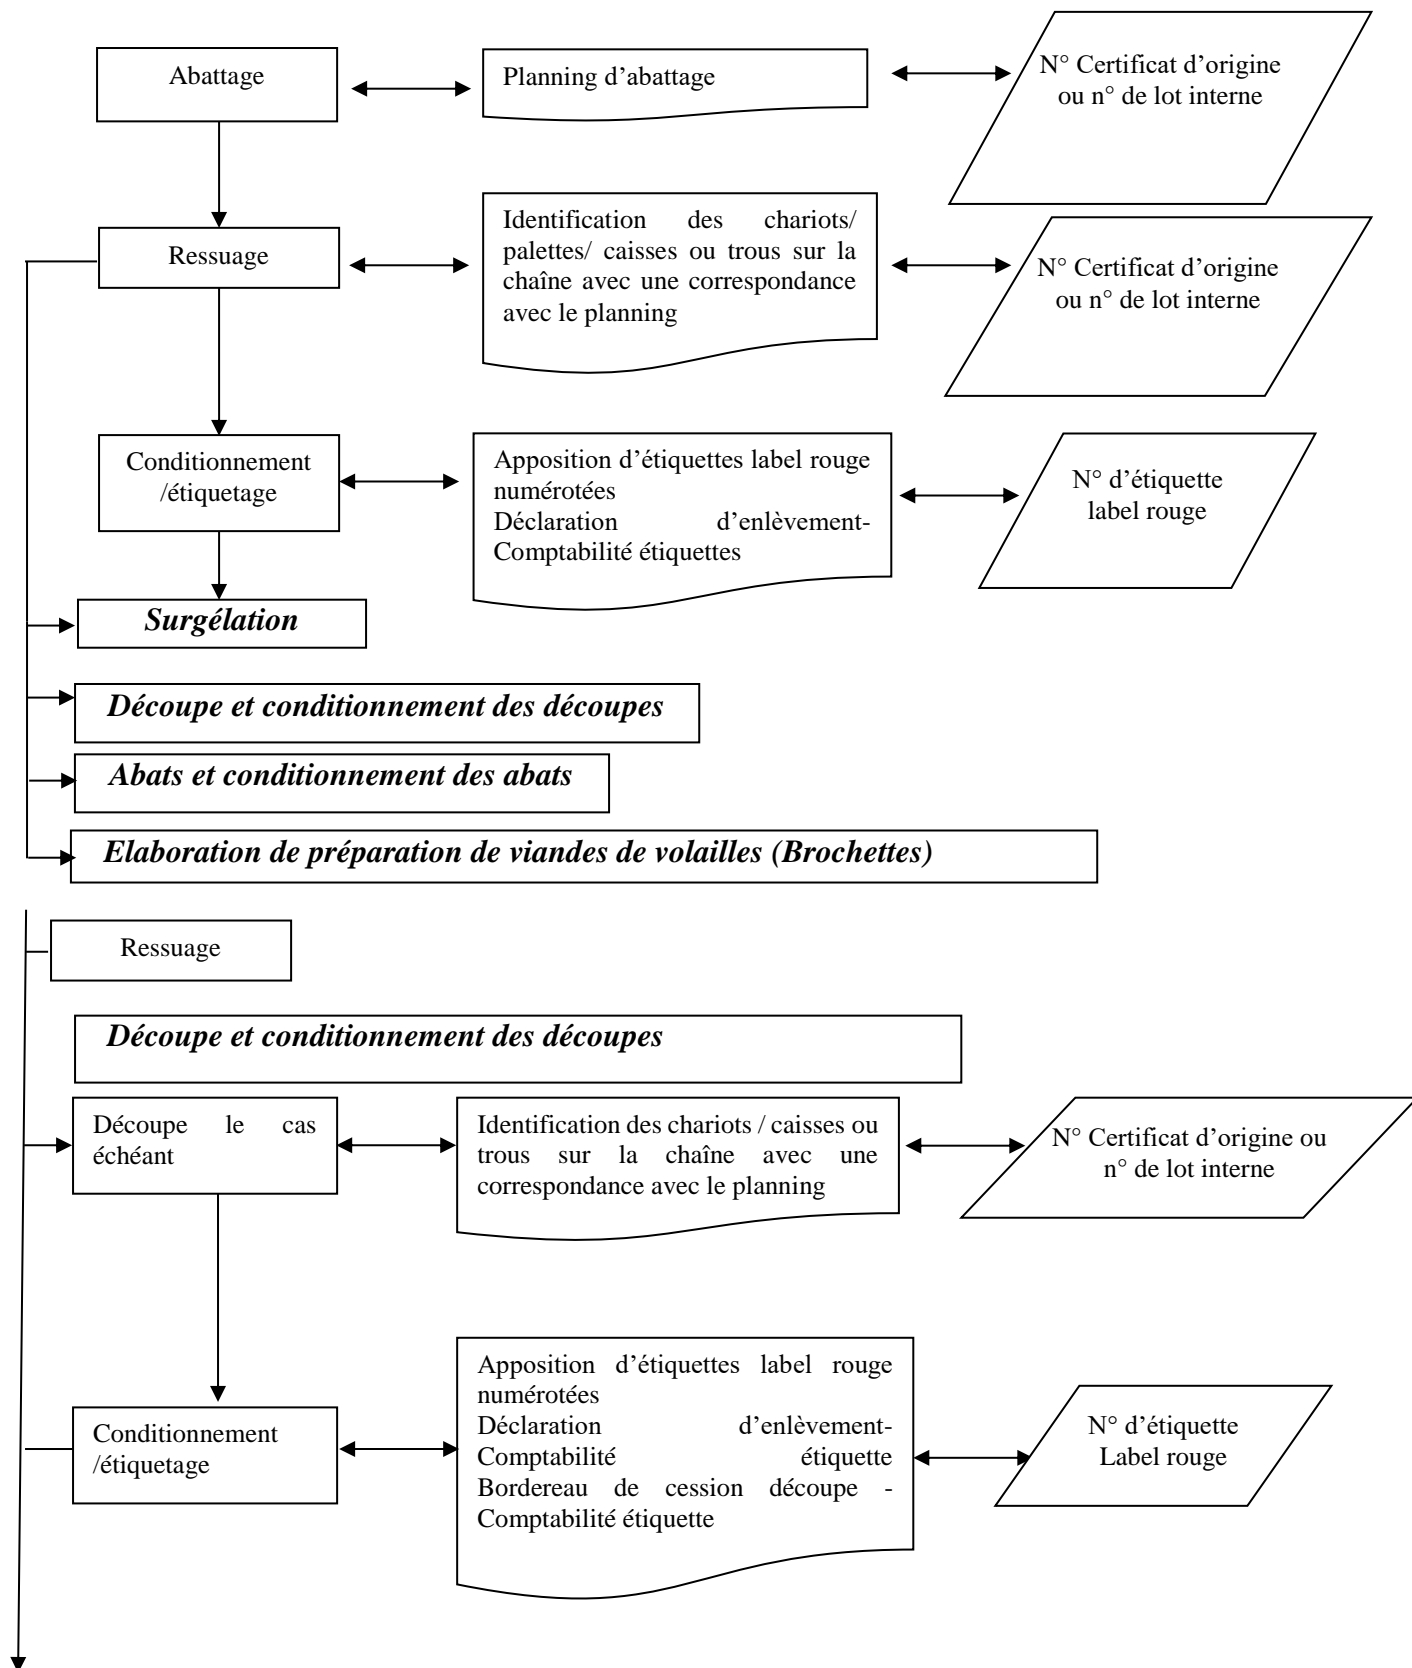 Abattage
Planning d'abattage
N° Certificat d'origine
ou n° de lot interne
Ressuage
Identification des chariots/
palettes/ caisses ou trous sur la
chaîne avec une correspondance
avec le planning
N° Certificat d'origine
ou n° de lot interne
Conditionnement
/étiquetage
Apposition d'étiquettes label rouge
numérotées
Déclaration d'enlèvement-
Comptabilité étiquettes
N° d'étiquette
label rouge
Surgélation
Découpe et conditionnement des découpes
Abats et conditionnement des abats
Elaboration de préparation de viandes de volailles (Brochettes)
Ressuage
Découpe et conditionnement des découpes
Découpe le cas
échéant
Identification des chariots / caisses ou
trous sur la chaîne avec une
correspondance avec le planning
N° Certificat d'origine ou
n° de lot interne
Conditionnement
/étiquetage
Apposition d'étiquettes label rouge
numérotées
Déclaration d'enlèvement-
Comptabilité étiquette
Bordereau de cession découpe -
Comptabilité étiquette
N° d'étiquette
Label rouge